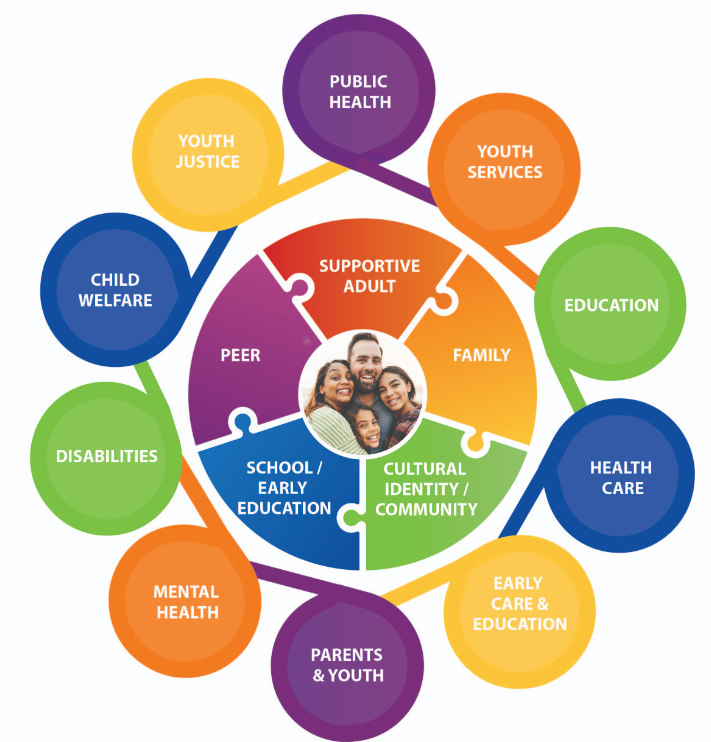 PUBLIC
HEALTH
YOUTH
SERVICES
EDUCATION
HEALTH
CARE
EARLY
CARE &
EDUCATION
PARENTS
& YOUTH
MENTAL
HEALTH
DISABILITIES
CHILD
WELFARE
YOUTH
JUSTICE
SUPPORTIVE
ADULT
FAMILY
CULTURAL
IDENTITY /
COMMUNITY
SCHOOL /
EARLY
EDUCATION
PEER